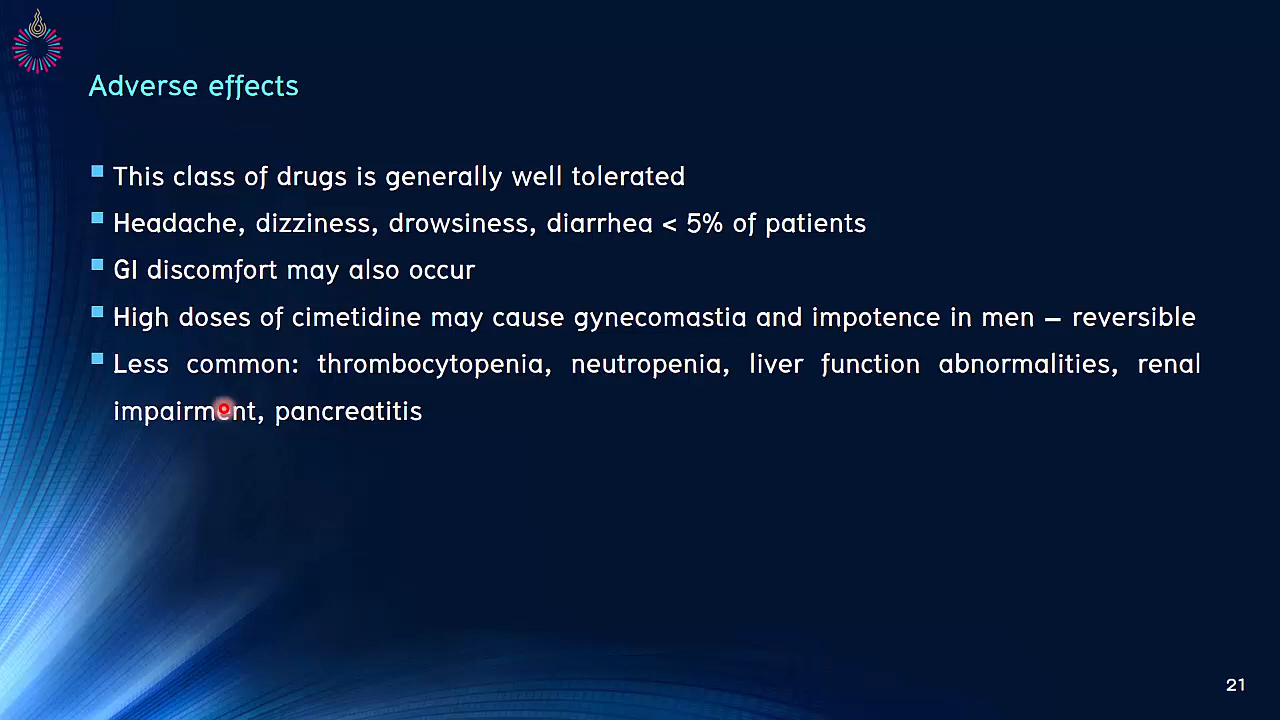 Adverse effects
This class of drugs is generally well tolerated
Headache, dizziness, drowsiness, diarrhea < 5% of patients
GI discomfort may also occur
High doses of cimetidine may cause gynecomastia and impotence in men – reversible
Less common: thrombocytopenia, neutropenia, liver function abnormalities, renal
impairment, pancreatitis
21